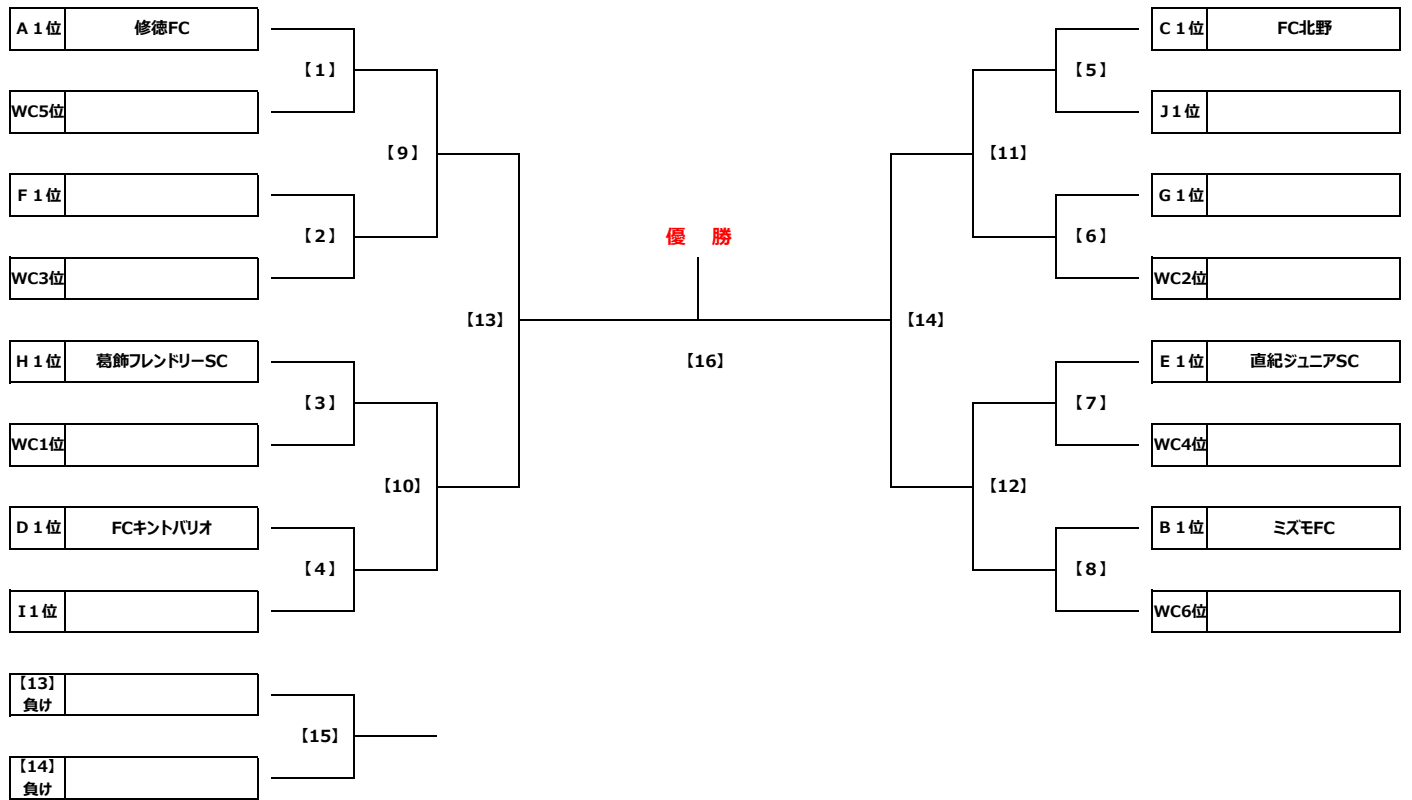 A１位 修徳FC
【１】
WC5位
【９】
F１位
【２】
WC3位
【13】
H１位 葛飾フレンドリーSC
【３】
WC1位
【10】
D１位 FCキントバリオ
【４】
I１位
【13】
負け
【15】
【14】
負け
優 勝
【16】
C１位 FC北野
【５】
J１位
【11】
G１位
【６】
WC2位
【14】
E１位 直紀ジュニアSC
【７】
WC4位
【12】
B１位 ミズモFC
【８】
WC6位